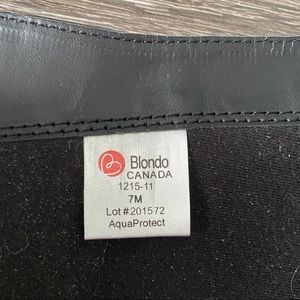 Blondo
CANADA
1215-11
7M
Lot #201572
AquaProtect